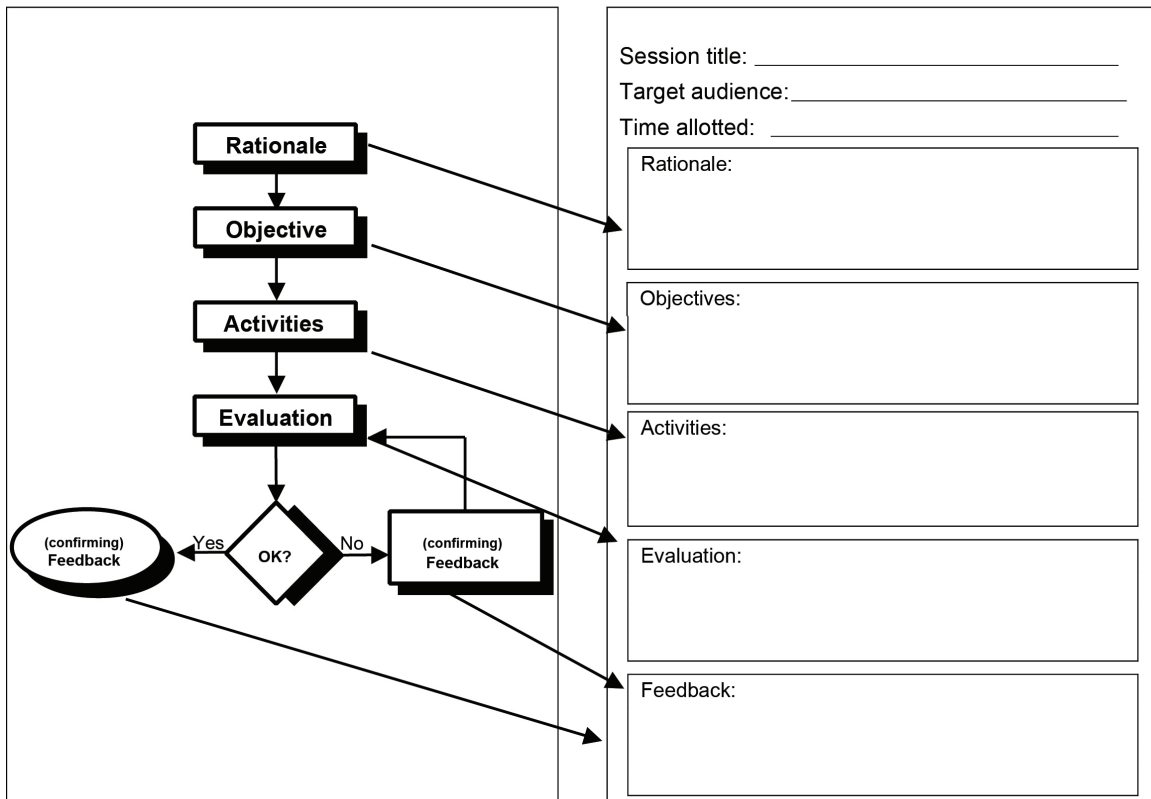 Rationale
Objective
Activities
Evaluation
Yes
OK?
No
(confirming)
Feedback
(confirming)
Feedback
Session title:
Target audience:
Time allotted:
Rationale:
Objectives:
Activities:
Evaluation:
Feedback: